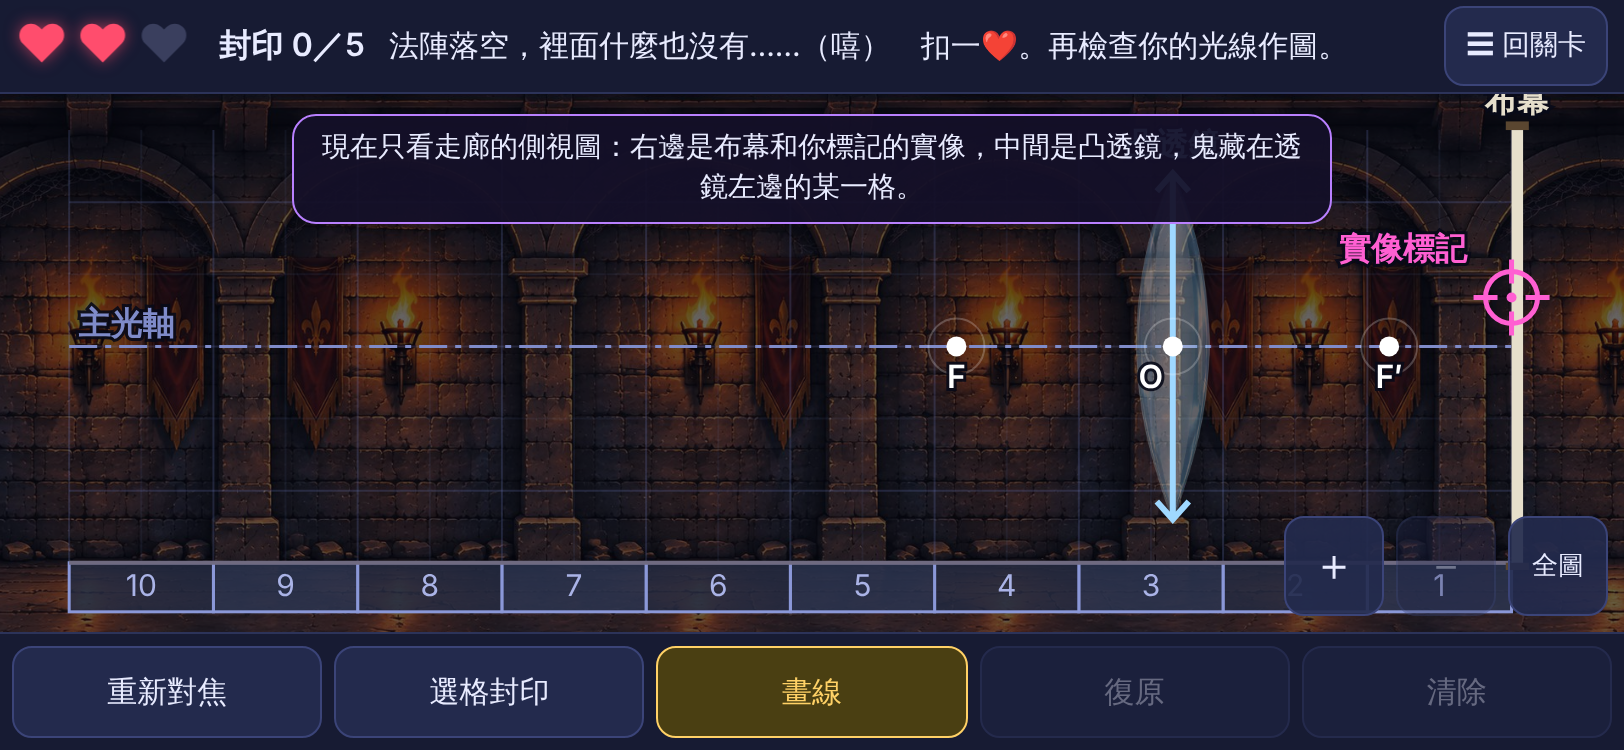 封印 0／5 法陣落空，裡面什麼也沒有......（嘻） 扣一❤️。再檢查你的光線作圖。
☰ 回關卡
布幕
現在只看走廊的側視圖：右邊是布幕和你標記的實像，中間是凸透鏡，鬼藏在透
鏡左邊的某一格。
實像標記
主光軸
F
O
F′
10 9 8 7 6 5 4 3 2 1
+
−
全圖
重新對焦
選格封印
畫線
復原
清除